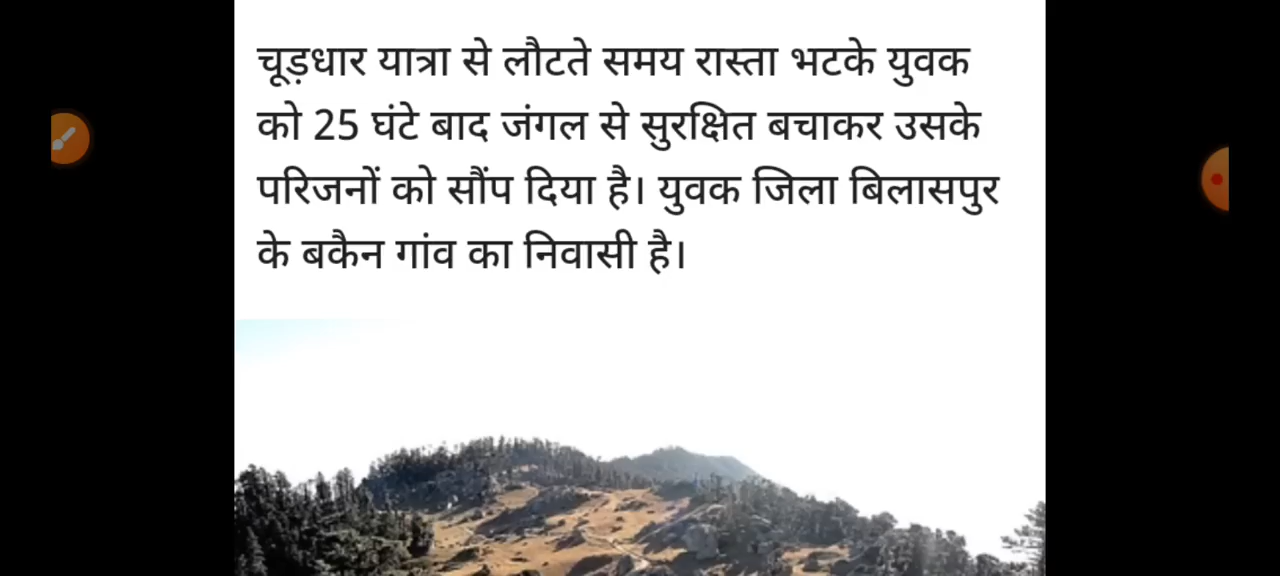 चूड़धार यात्रा से लौटते समय रास्ता भटके युवक
को 25 घंटे बाद जंगल से सुरक्षित बचाकर उसके
परिजनों को सौंप दिया है। युवक जिला बिलासपुर
के बकैन गांव का निवासी है।